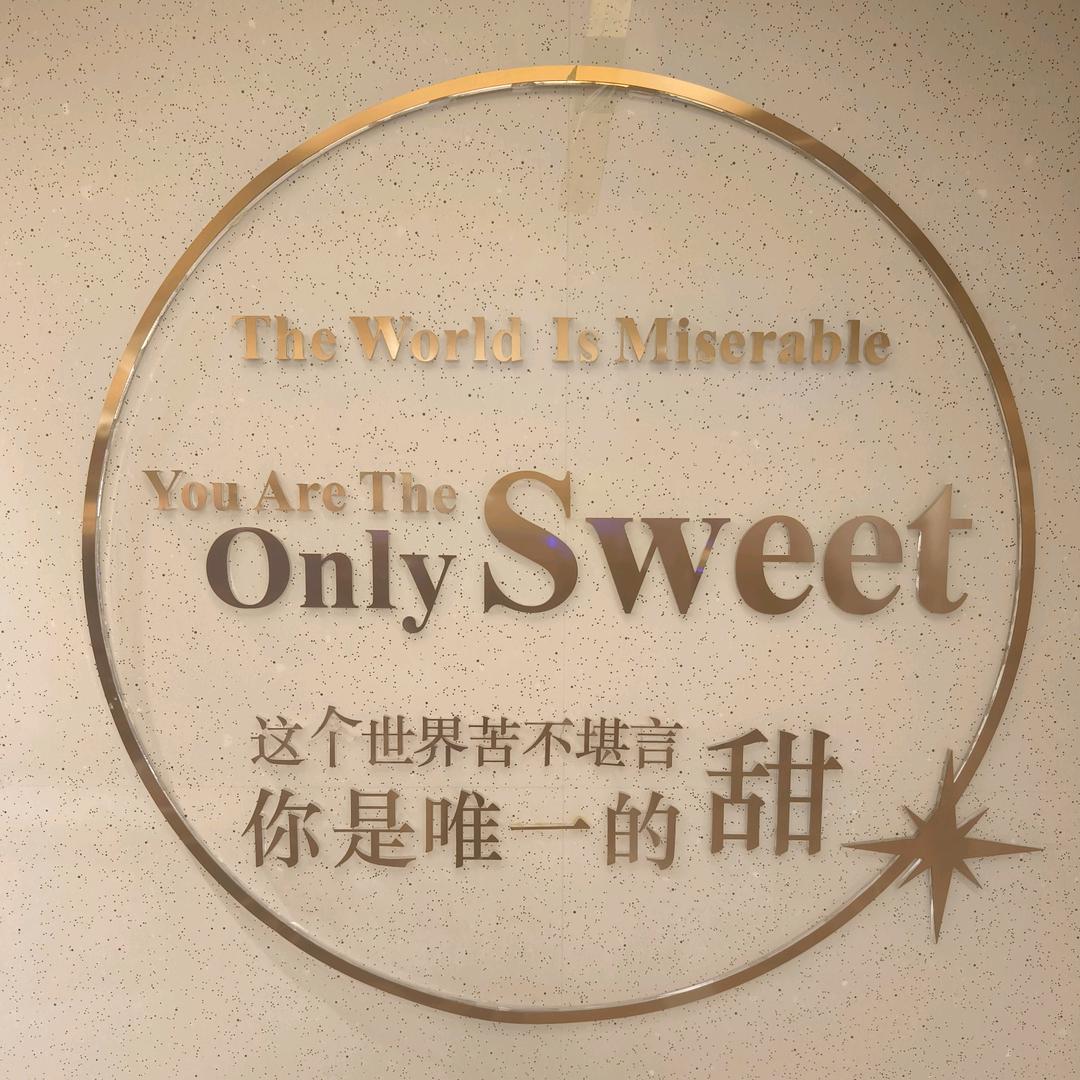 The World Is Miserable
You Are The
Only Sweet
这个世界苦不堪言
你是唯一的甜